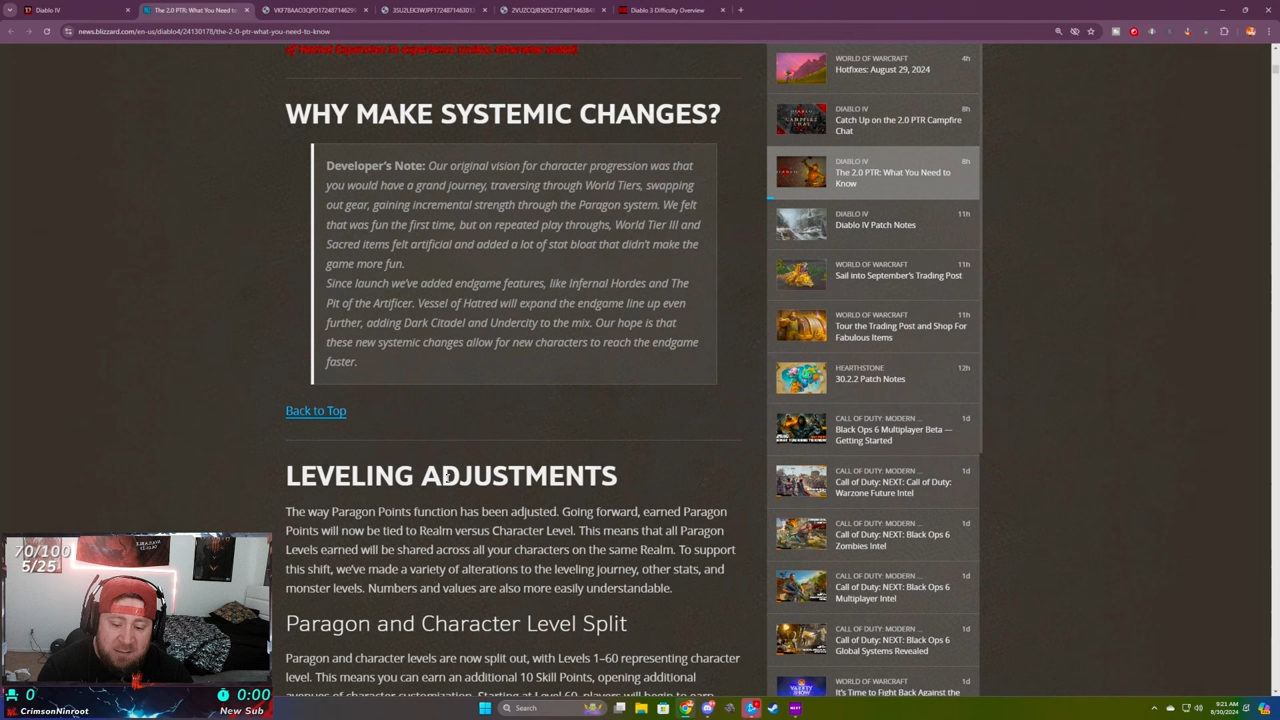 Diablo IV
The 2.0 PTR: What You Need to
VKF78AAO3QPD1724871462
3SU2LEK3WJPF1724871463013
2VU2CQJB50SZ1724871638
Diablo 3 Difficulty Overview
news.blizzard.com/en-us/diablo4/24130178/the-2-0-ptr-what-you-need-to-know
of Hatred Expansion to experience unless otherwise noted)
WHY MAKE SYSTEMIC CHANGES?
Developer's Note: Our original vision for character progression was that
you would have a grand journey, traversing through World Tiers, swapping
out gear, gaining incremental strength through the Paragon system. We felt
that was fun the first time, but on repeated play throughs, World Tier III and
Sacred items felt artificial and added a lot of stat bloat that didn't make the
game more fun.
Since launch we've added endgame features, like Infernal Hordes and The
Pit of the Artificer. Vessel of Hatred will expand the endgame line up even
further, adding Dark Citadel and Undercity to the mix. Our hope is that
these new systemic changes allow for new characters to reach the endgame
faster.
Back to Top
LEVELING ADJUSTMENTS
The way Paragon Points function has been adjusted. Going forward, earned Paragon
Points will now be tied to Realm versus Character Level. This means that all Paragon
Levels earned will be shared across all your characters on the same Realm. To support
this shift, we've made a variety of alterations to the leveling journey, other stats, and
monster levels. Numbers and values are also more easily understandable.
Paragon and Character Level Split
Paragon and character levels are now split out, with Levels 1–60 representing character
level. This means you can earn an additional 10 Skill Points, opening additional
avenues of character customization. Starting at Level 60, players will begin to earn
WORLD OF WARCRAFT
4h
Hotfixes: August 29, 2024
DIABLO IV
8h
Catch Up on the 2.0 PTR Campfire
Chat
DIABLO IV
8h
The 2.0 PTR: What You Need to
Know
DIABLO IV
11h
Diablo IV Patch Notes
WORLD OF WARCRAFT
11h
Sail into September's Trading Post
WORLD OF WARCRAFT
11h
Tour the Trading Post and Shop For
Fabulous Items
HEARTHSTONE
12h
30.2.2 Patch Notes
CALL OF DUTY: MODERN ...
1d
Black Ops 6 Multiplayer Beta —
Getting Started
CALL OF DUTY: MODERN ...
1d
Call of Duty: NEXT: Call of Duty:
Warzone Future Intel
CALL OF DUTY: MODERN ...
1d
Call of Duty: NEXT: Black Ops 6
Zombies Intel
CALL OF DUTY: MODERN ...
1d
Call of Duty: NEXT: Black Ops 6
Multiplayer Intel
CALL OF DUTY: MODERN ...
1d
Call of Duty: NEXT: Black Ops 6
Global Systems Revealed
WORLD OF WARCRAFT
1d
It's Time to Fight Back Against the
70/100
5/25
0
0:00
CrimsonNinroot
New Sub
Search
9:21 AM
8/30/2024